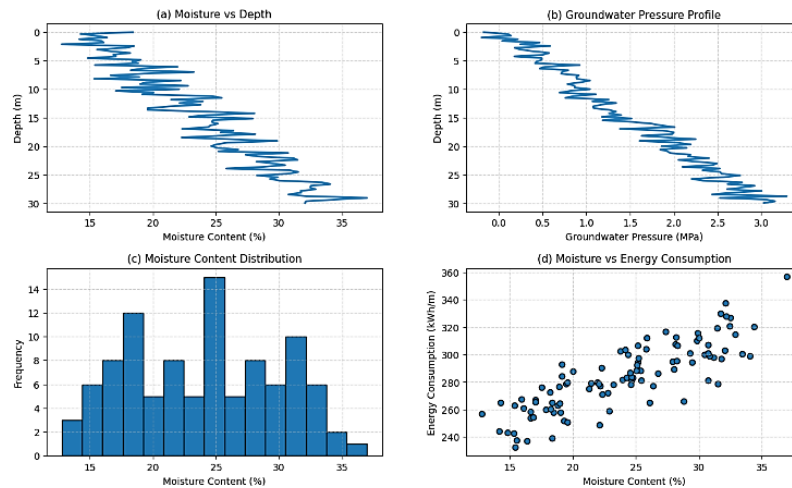 (a) Moisture vs Depth
0
5
10
15
20
25
30
Depth (m)
15 20 25 30 35
Moisture Content (%)
(b) Groundwater Pressure Profile
0
5
10
15
20
25
30
Depth (m)
0.0 0.5 1.0 1.5 2.0 2.5 3.0
Groundwater Pressure (MPa)
(c) Moisture Content Distribution
14
12
10
8
6
4
2
0
Frequency
15 20 25 30 35
Moisture Content (%)
(d) Moisture vs Energy Consumption
360
340
320
300
280
260
240
Energy Consumption (kWh/m)
15 20 25 30 35
Moisture Content (%)